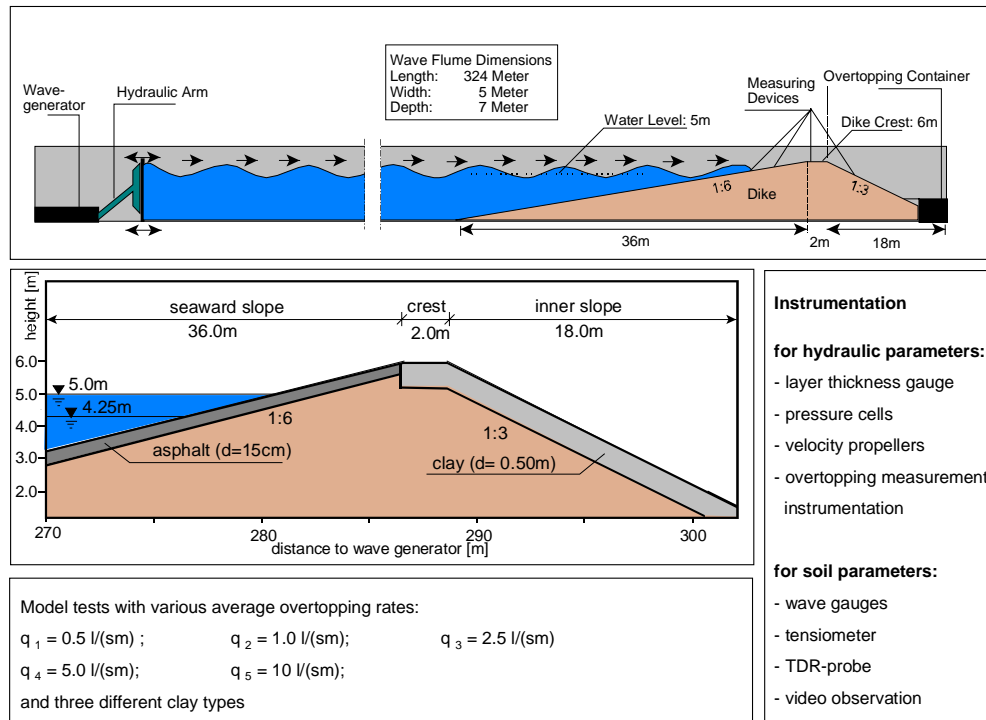 Wave Flume Dimensions
Length: 324 Meter
Width: 5 Meter
Depth: 7 Meter
Wave-
generator
Hydraulic Arm
Measuring
Devices
Overtopping Container
Water Level: 5m
Dike Crest: 6m
1:6
Dike
1:3
36m
2m
18m
height [m]
seaward slope
crest
inner slope
36.0m
2.0m
18.0m
6.0
5.0
4.0
3.0
2.0
5.0m
4.25m
1:6
1:3
asphalt (d=15cm)
clay (d= 0.50m)
270
280
290
300
distance to wave generator [m]
Instrumentation
for hydraulic parameters:
- layer thickness gauge
- pressure cells
- velocity propellers
- overtopping measurement
instrumentation
for soil parameters:
- wave gauges
- tensiometer
- TDR-probe
- video observation
Model tests with various average overtopping rates:
q 1 = 0.5 l/(sm) ; q 2 = 1.0 l/(sm); q 3 = 2.5 l/(sm)
q 4 = 5.0 l/(sm); q 5 = 10 l/(sm);
and three different clay types